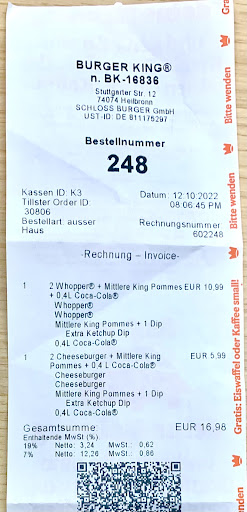 BURGER KING®
n. BK-16836
Stuttgarter Str. 12
74074 Heilbronn
SCHLOSS BURGER GmbH
UST-ID: DE 811175297
Bestellnummer
248
Kassen ID: K3
Datum: 12.10.2022
Tillster Order ID:
08:06:45 PM
30806
Bestellart: ausser
Rechnungsnummer:
Haus
602248
-Rechnung – Invoice-
1 2 Whopper® + Mittlere King Pommes EUR 10,99
+ 0,4L Coca-Cola®
Whopper®
Whopper®
Mittlere King Pommes + 1 Dip
Extra Ketchup Dip
0,4L Coca-Cola®
1 2 Cheeseburger + Mittlere King EUR 5,99
Pommes + 0,4 L Coca-Cola®
Cheeseburger
Cheeseburger
Mittlere King Pommes + 1 Dip
Extra Ketchup Dip
0,4L Coca-Cola®
Gesamtsumme: EUR 16,98
Enthaltende MwSt (%).
19% Netto: 3,24 MwSt.: 0,62
7% Netto: 12,26 MwSt.: 0,86
Bitte wenden
Bitte wenden
Gratis: Eiswaffel oder Kaffee small!
Bitte wenden